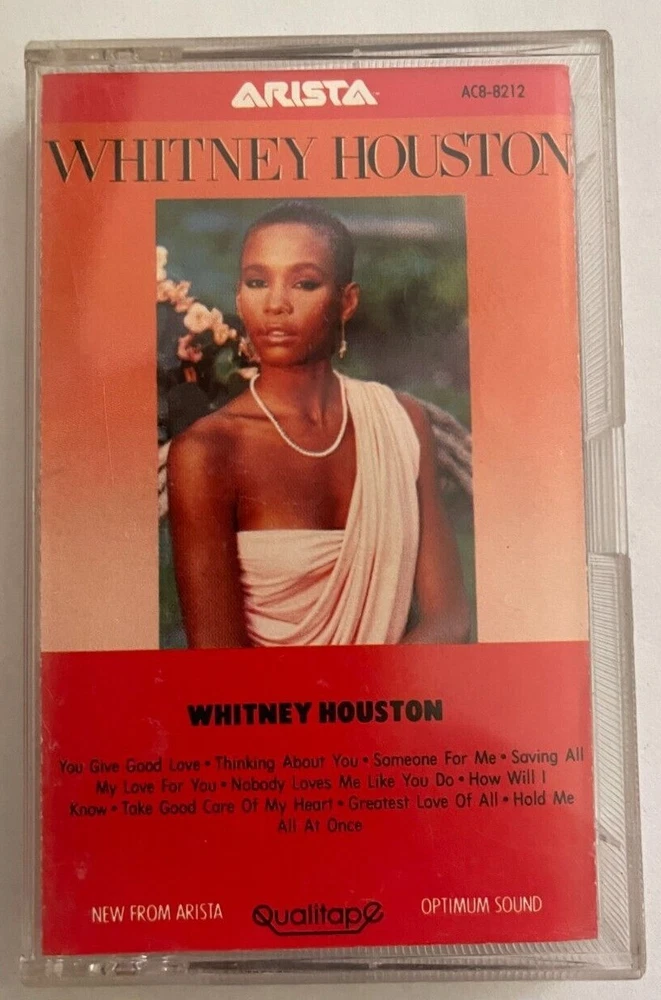 ARISTA
AC8-8212
WHITNEY HOUSTON
WHITNEY HOUSTON
You Give Good Love • Thinking About You • Someone For Me • Saving All
My Love For You • Nobody Loves Me Like You Do • How Will I
Know • Take Good Care Of My Heart • Greatest Love Of All • Hold Me
All At Once
NEW FROM ARISTA
Qualitape
OPTIMUM SOUND